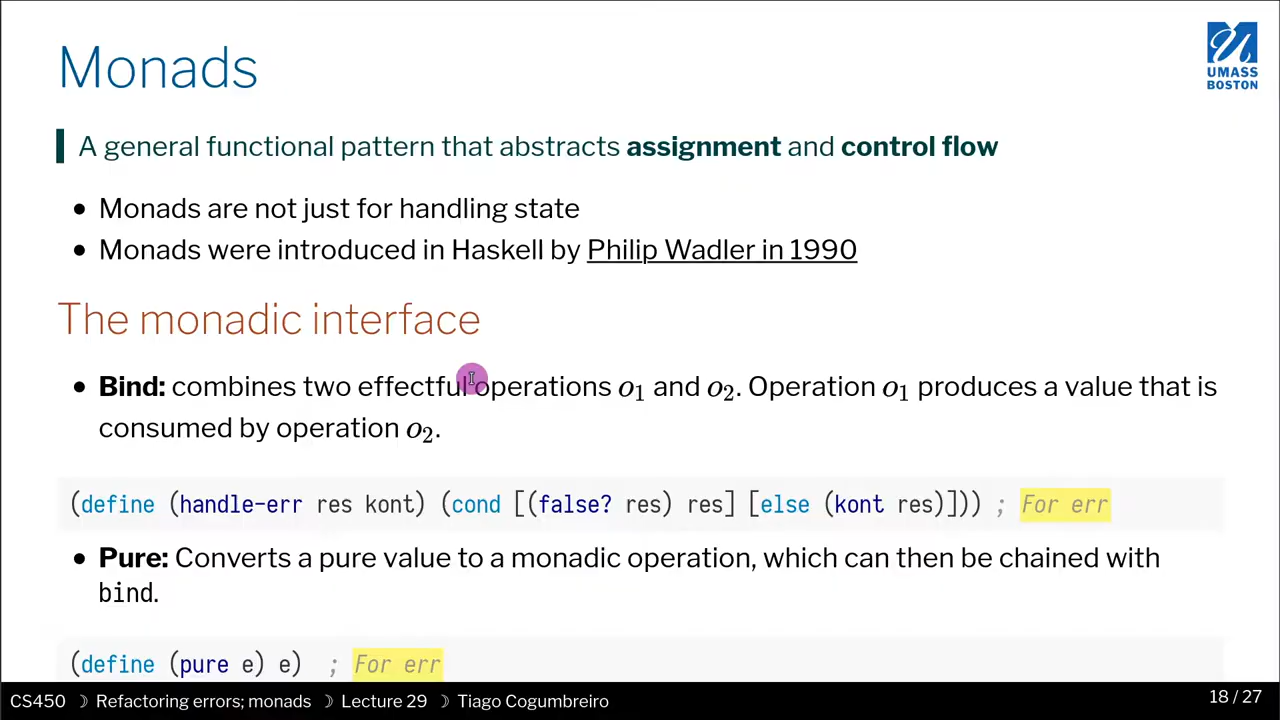 Monads
UMASS
BOSTON
A general functional pattern that abstracts assignment and control flow
• Monads are not just for handling state
• Monads were introduced in Haskell by Philip Wadler in 1990
The monadic interface
• Bind: combines two effectful operations o₁ and o₂. Operation o₁ produces a value that is
consumed by operation o₂.
(define (handle-err res kont) (cond [(false? res) res] [else (kont res)])) ; For err
• Pure: Converts a pure value to a monadic operation, which can then be chained with
bind.
(define (pure e) e) ; For err
CS450 ☽ Refactoring errors; monads ☽ Lecture 29 ☽ Tiago Cogumbreiro
18 / 27